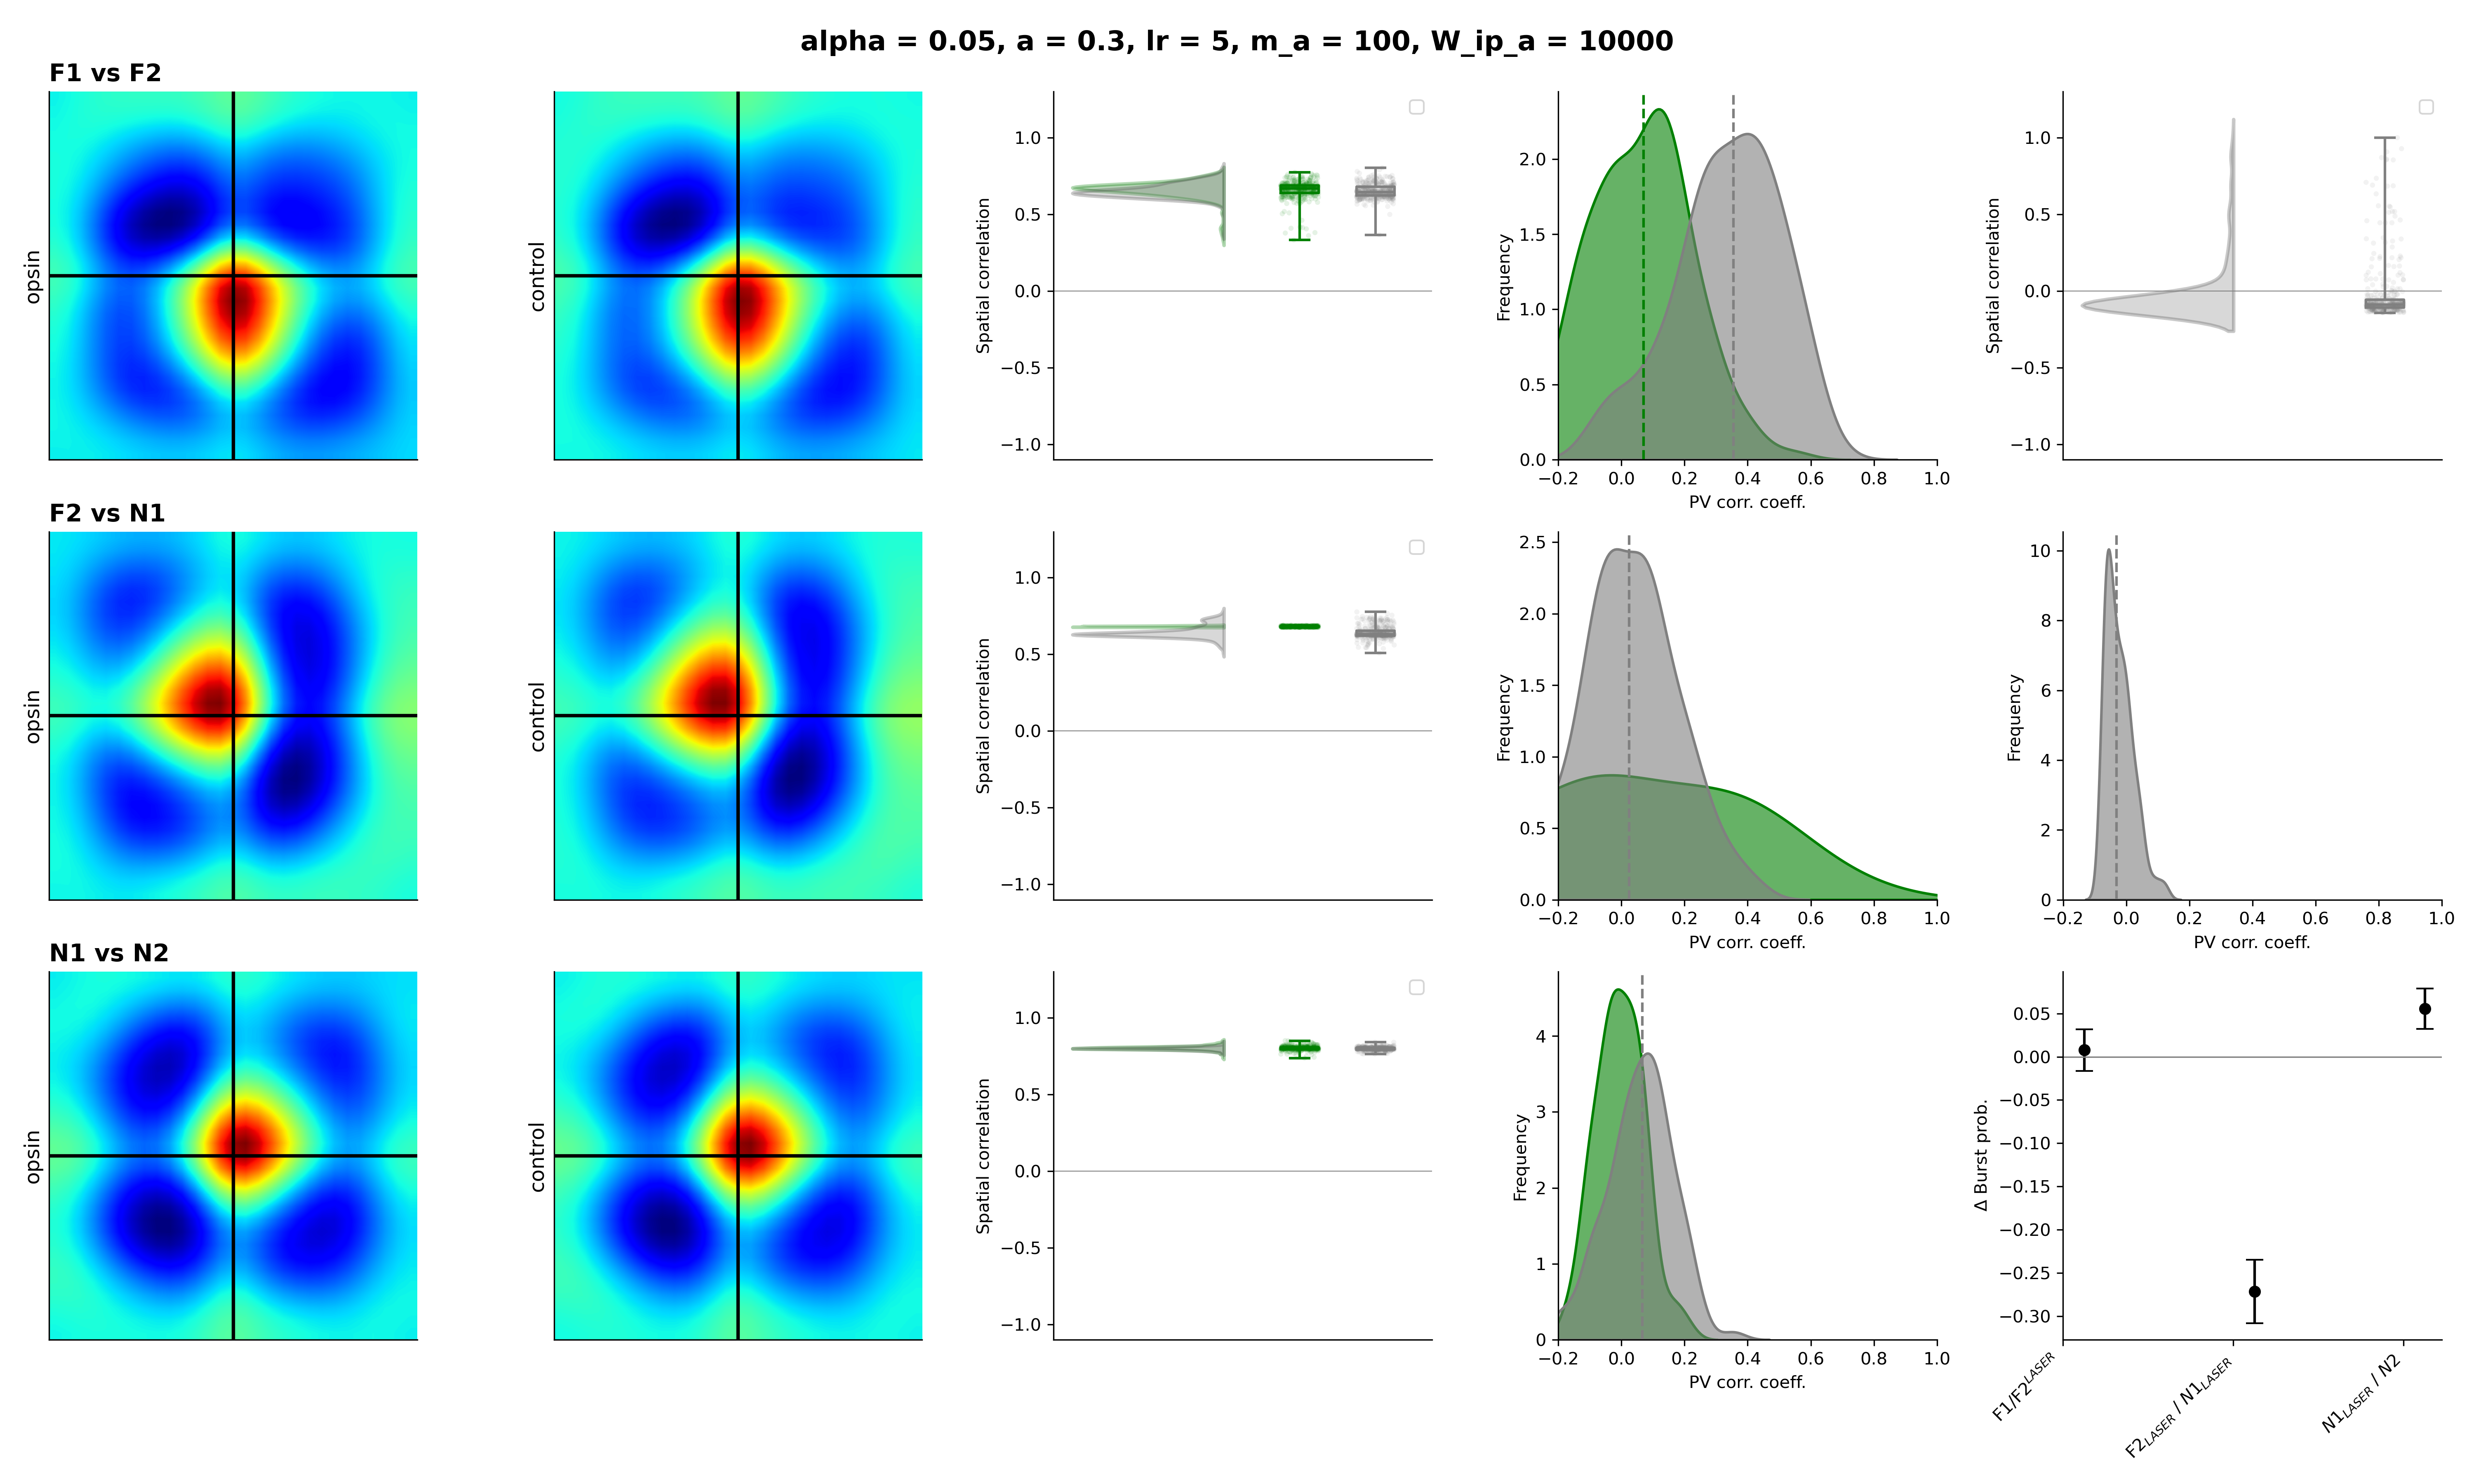 alpha = 0.05, a = 0.3, lr = 5, m_a = 100, W_ip_a = 10000
F1 vs F2
opsin
control
Spatial correlation
1.0
0.5
0.0
−0.5
−1.0
Frequency
2.0
1.5
1.0
0.5
0.0
−0.2 0.0 0.2 0.4 0.6 0.8 1.0
PV corr. coeff.
Spatial correlation
1.0
0.5
0.0
−0.5
−1.0
F2 vs N1
opsin
control
Spatial correlation
1.0
0.5
0.0
−0.5
−1.0
Frequency
2.5
2.0
1.5
1.0
0.5
0.0
−0.2 0.0 0.2 0.4 0.6 0.8 1.0
PV corr. coeff.
Frequency
10
8
6
4
2
0
−0.2 0.0 0.2 0.4 0.6 0.8 1.0
PV corr. coeff.
N1 vs N2
opsin
control
Spatial correlation
1.0
0.5
0.0
−0.5
−1.0
Frequency
4
3
2
1
0
−0.2 0.0 0.2 0.4 0.6 0.8 1.0
PV corr. coeff.
Δ Burst prob.
0.05
0.00
−0.05
−0.10
−0.15
−0.20
−0.25
−0.30
F1/F2^LASER
F2_LASER / N1_LASER
N1_LASER / N2